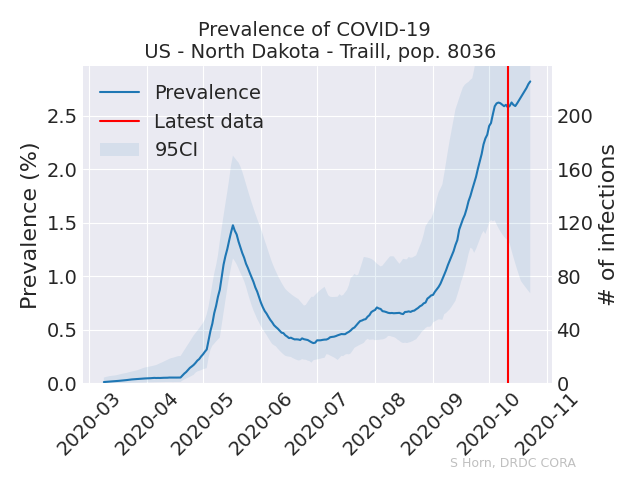 Prevalence of COVID-19
US - North Dakota - Traill, pop. 8036
Prevalence
Latest data
95CI
Prevalence (%)
2.5
2.0
1.5
1.0
0.5
0.0
200
160
120
80
40
0
# of infections
2020-03
2020-04
2020-05
2020-06
2020-07
2020-08
2020-09
2020-10
2020-11
S Horn, DRDC CORA